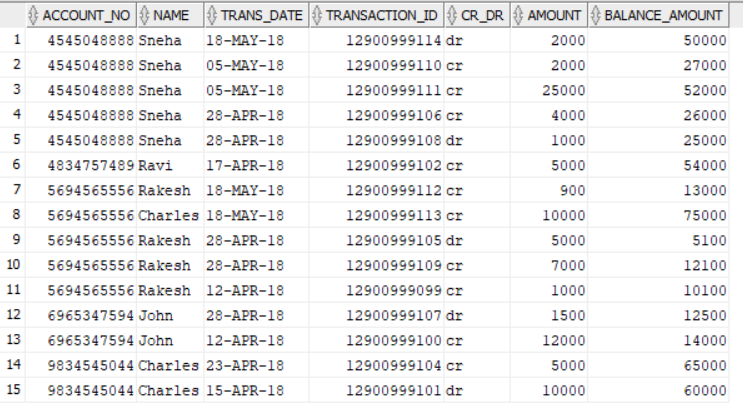 ACCOUNT_NO NAME TRANS_DATE TRANSACTION_ID CR_DR AMOUNT BALANCE_AMOUNT
1 4545048888 Sneha 18-MAY-18 12900999114 dr 2000 50000
2 4545048888 Sneha 05-MAY-18 12900999110 cr 2000 27000
3 4545048888 Sneha 05-MAY-18 12900999111 cr 25000 52000
4 4545048888 Sneha 28-APR-18 12900999106 cr 4000 26000
5 4545048888 Sneha 28-APR-18 12900999108 dr 1000 25000
6 4834757489 Ravi 17-APR-18 12900999102 cr 5000 54000
7 5694565556 Rakesh 18-MAY-18 12900999112 cr 900 13000
8 5694565556 Charles 18-MAY-18 12900999113 cr 10000 75000
9 5694565556 Rakesh 28-APR-18 12900999105 dr 5000 5100
10 5694565556 Rakesh 28-APR-18 12900999109 cr 7000 12100
11 5694565556 Rakesh 12-APR-18 12900999099 cr 1000 10100
12 6965347594 John 28-APR-18 12900999107 dr 1500 12500
13 6965347594 John 12-APR-18 12900999100 cr 12000 14000
14 9834545044 Charles 23-APR-18 12900999104 cr 5000 65000
15 9834545044 Charles 15-APR-18 12900999101 dr 10000 60000